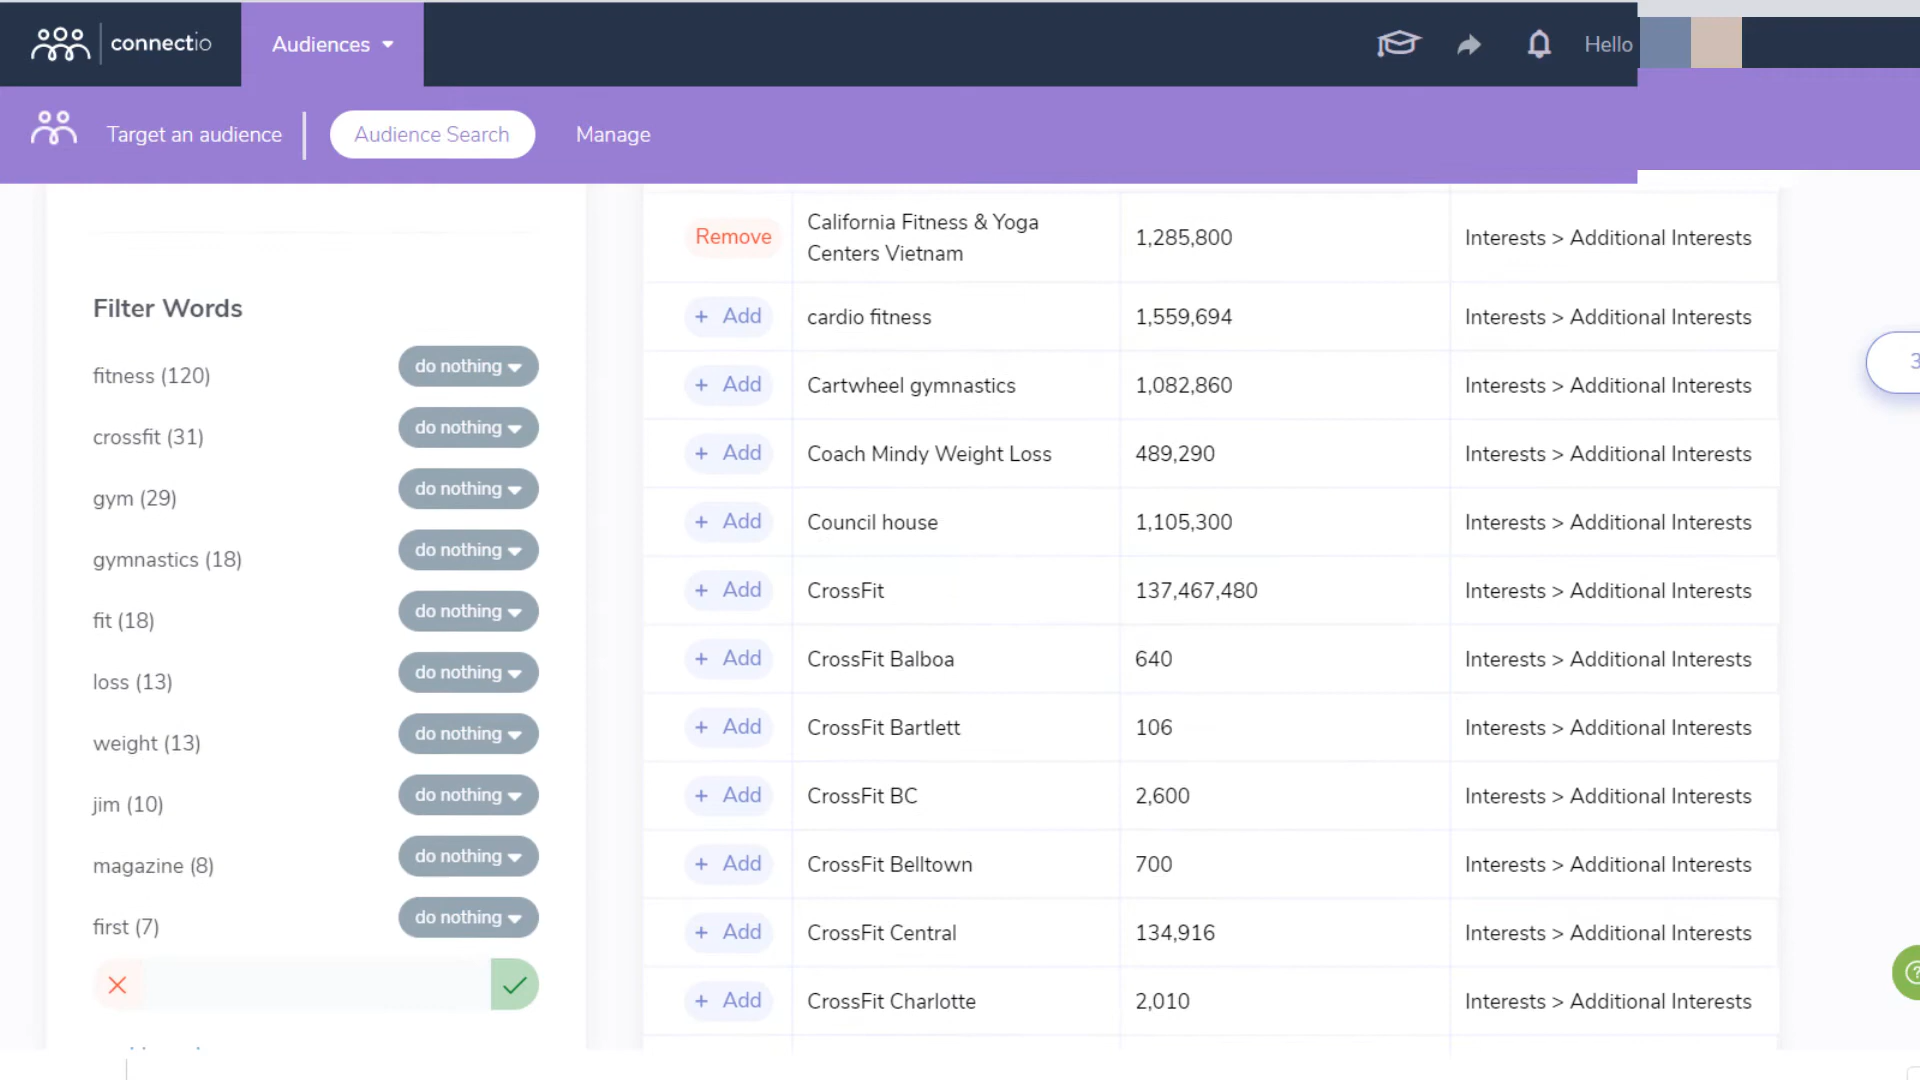 connectio
Audiences
Hello
Target an audience
Audience Search
Manage
Filter Words
fitness (120) do nothing
crossfit (31) do nothing
gym (29) do nothing
gymnastics (18) do nothing
fit (18) do nothing
loss (13) do nothing
weight (13) do nothing
jim (10) do nothing
magazine (8) do nothing
first (7) do nothing
Remove California Fitness & Yoga
Centers Vietnam 1,285,800 Interests > Additional Interests
+ Add cardio fitness 1,559,694 Interests > Additional Interests
+ Add Cartwheel gymnastics 1,082,860 Interests > Additional Interests
+ Add Coach Mindy Weight Loss 489,290 Interests > Additional Interests
+ Add Council house 1,105,300 Interests > Additional Interests
+ Add CrossFit 137,467,480 Interests > Additional Interests
+ Add CrossFit Balboa 640 Interests > Additional Interests
+ Add CrossFit Bartlett 106 Interests > Additional Interests
+ Add CrossFit BC 2,600 Interests > Additional Interests
+ Add CrossFit Belltown 700 Interests > Additional Interests
+ Add CrossFit Central 134,916 Interests > Additional Interests
+ Add CrossFit Charlotte 2,010 Interests > Additional Interests
3
?